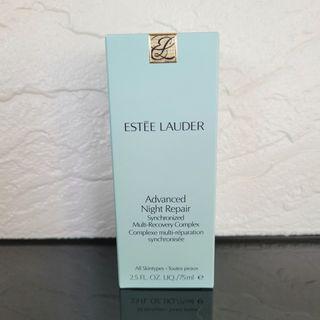 ESTĒE LAUDER
Advanced
Night Repair
Synchronized
Multi-Recovery Complex
Complexe multi-réparation
synchronisée
All Skintypes • Toutes peaux
2.5 FL. OZ. LIQ./75ml ℮